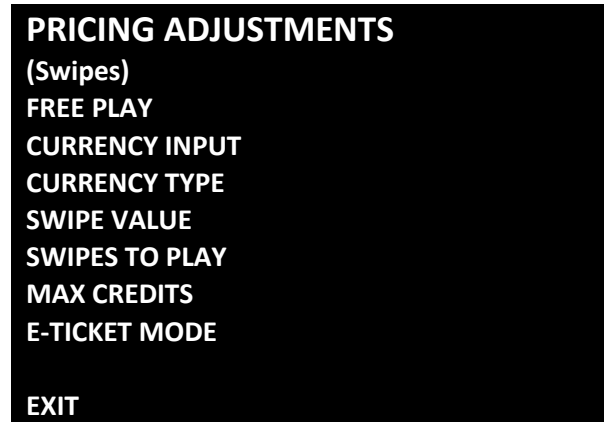 PRICING ADJUSTMENTS
(Swipes)
FREE PLAY
CURRENCY INPUT
CURRENCY TYPE
SWIPE VALUE
SWIPES TO PLAY
MAX CREDITS
E-TICKET MODE
EXIT